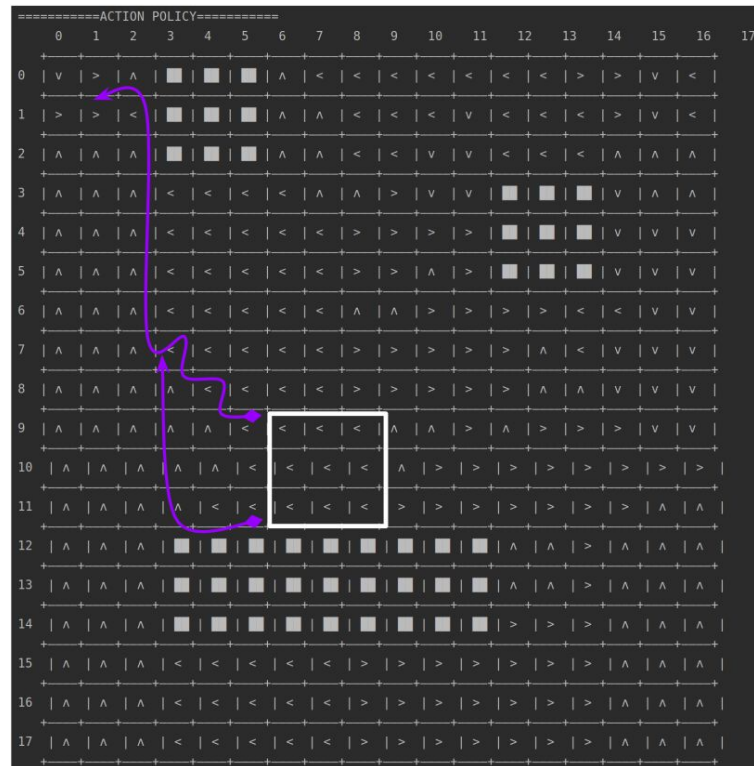 ===========ACTION POLICY===========
0 1 2 3 4 5 6 7 8 9 10 11 12 13 14 15 16 17
0 | v | > | ʌ | ██ | ██ | ██ | ʌ | < | < | < | < | < | < | < | > | > | v | < |
1 | > | > | < | ██ | ██ | ██ | ʌ | ʌ | < | < | < | v | < | < | < | > | v | < |
2 | ʌ | ʌ | ʌ | ██ | ██ | ██ | ʌ | ʌ | < | < | v | v | < | < | < | ʌ | ʌ | ʌ |
3 | ʌ | ʌ | ʌ | < | < | < | < | ʌ | ʌ | > | v | v | ██ | ██ | ██ | v | ʌ | ʌ |
4 | ʌ | ʌ | ʌ | < | < | < | < | < | > | > | > | > | ██ | ██ | ██ | v | v | v |
5 | ʌ | ʌ | ʌ | < | < | < | < | < | > | > | ʌ | > | ██ | ██ | ██ | v | v | v |
6 | ʌ | ʌ | ʌ | < | < | < | < | < | ʌ | ʌ | > | > | > | > | < | < | v | v |
7 | ʌ | ʌ | ʌ | < | < | < | < | < | > | > | > | > | > | ʌ | < | v | v | v |
8 | ʌ | ʌ | ʌ | ʌ | < | < | < | < | > | > | > | > | > | ʌ | ʌ | v | v | v |
9 | ʌ | ʌ | ʌ | ʌ | ʌ | < | < | < | < | ʌ | ʌ | > | ʌ | > | > | > | v | v |
10 | ʌ | ʌ | ʌ | ʌ | ʌ | < | < | < | < | ʌ | > | > | > | > | > | > | > | > |
11 | ʌ | ʌ | ʌ | ʌ | < | < | < | < | < | > | > | > | > | > | > | > | ʌ | ʌ |
12 | ʌ | ʌ | ʌ | ██ | ██ | ██ | ██ | ██ | ██ | ██ | ██ | ██ | ʌ | ʌ | > | ʌ | ʌ | ʌ |
13 | ʌ | ʌ | ʌ | ██ | ██ | ██ | ██ | ██ | ██ | ██ | ██ | ██ | ʌ | ʌ | > | ʌ | ʌ | ʌ |
14 | ʌ | ʌ | ʌ | ██ | ██ | ██ | ██ | ██ | ██ | ██ | ██ | ██ | > | > | > | ʌ | ʌ | ʌ |
15 | ʌ | ʌ | ʌ | < | < | < | < | < | > | > | > | > | > | > | > | ʌ | ʌ | ʌ |
16 | ʌ | ʌ | ʌ | < | < | < | < | < | < | > | > | > | > | > | > | ʌ | ʌ | ʌ |
17 | ʌ | ʌ | ʌ | < | < | < | < | < | > | > | > | > | > | > | > | ʌ | ʌ | ʌ |